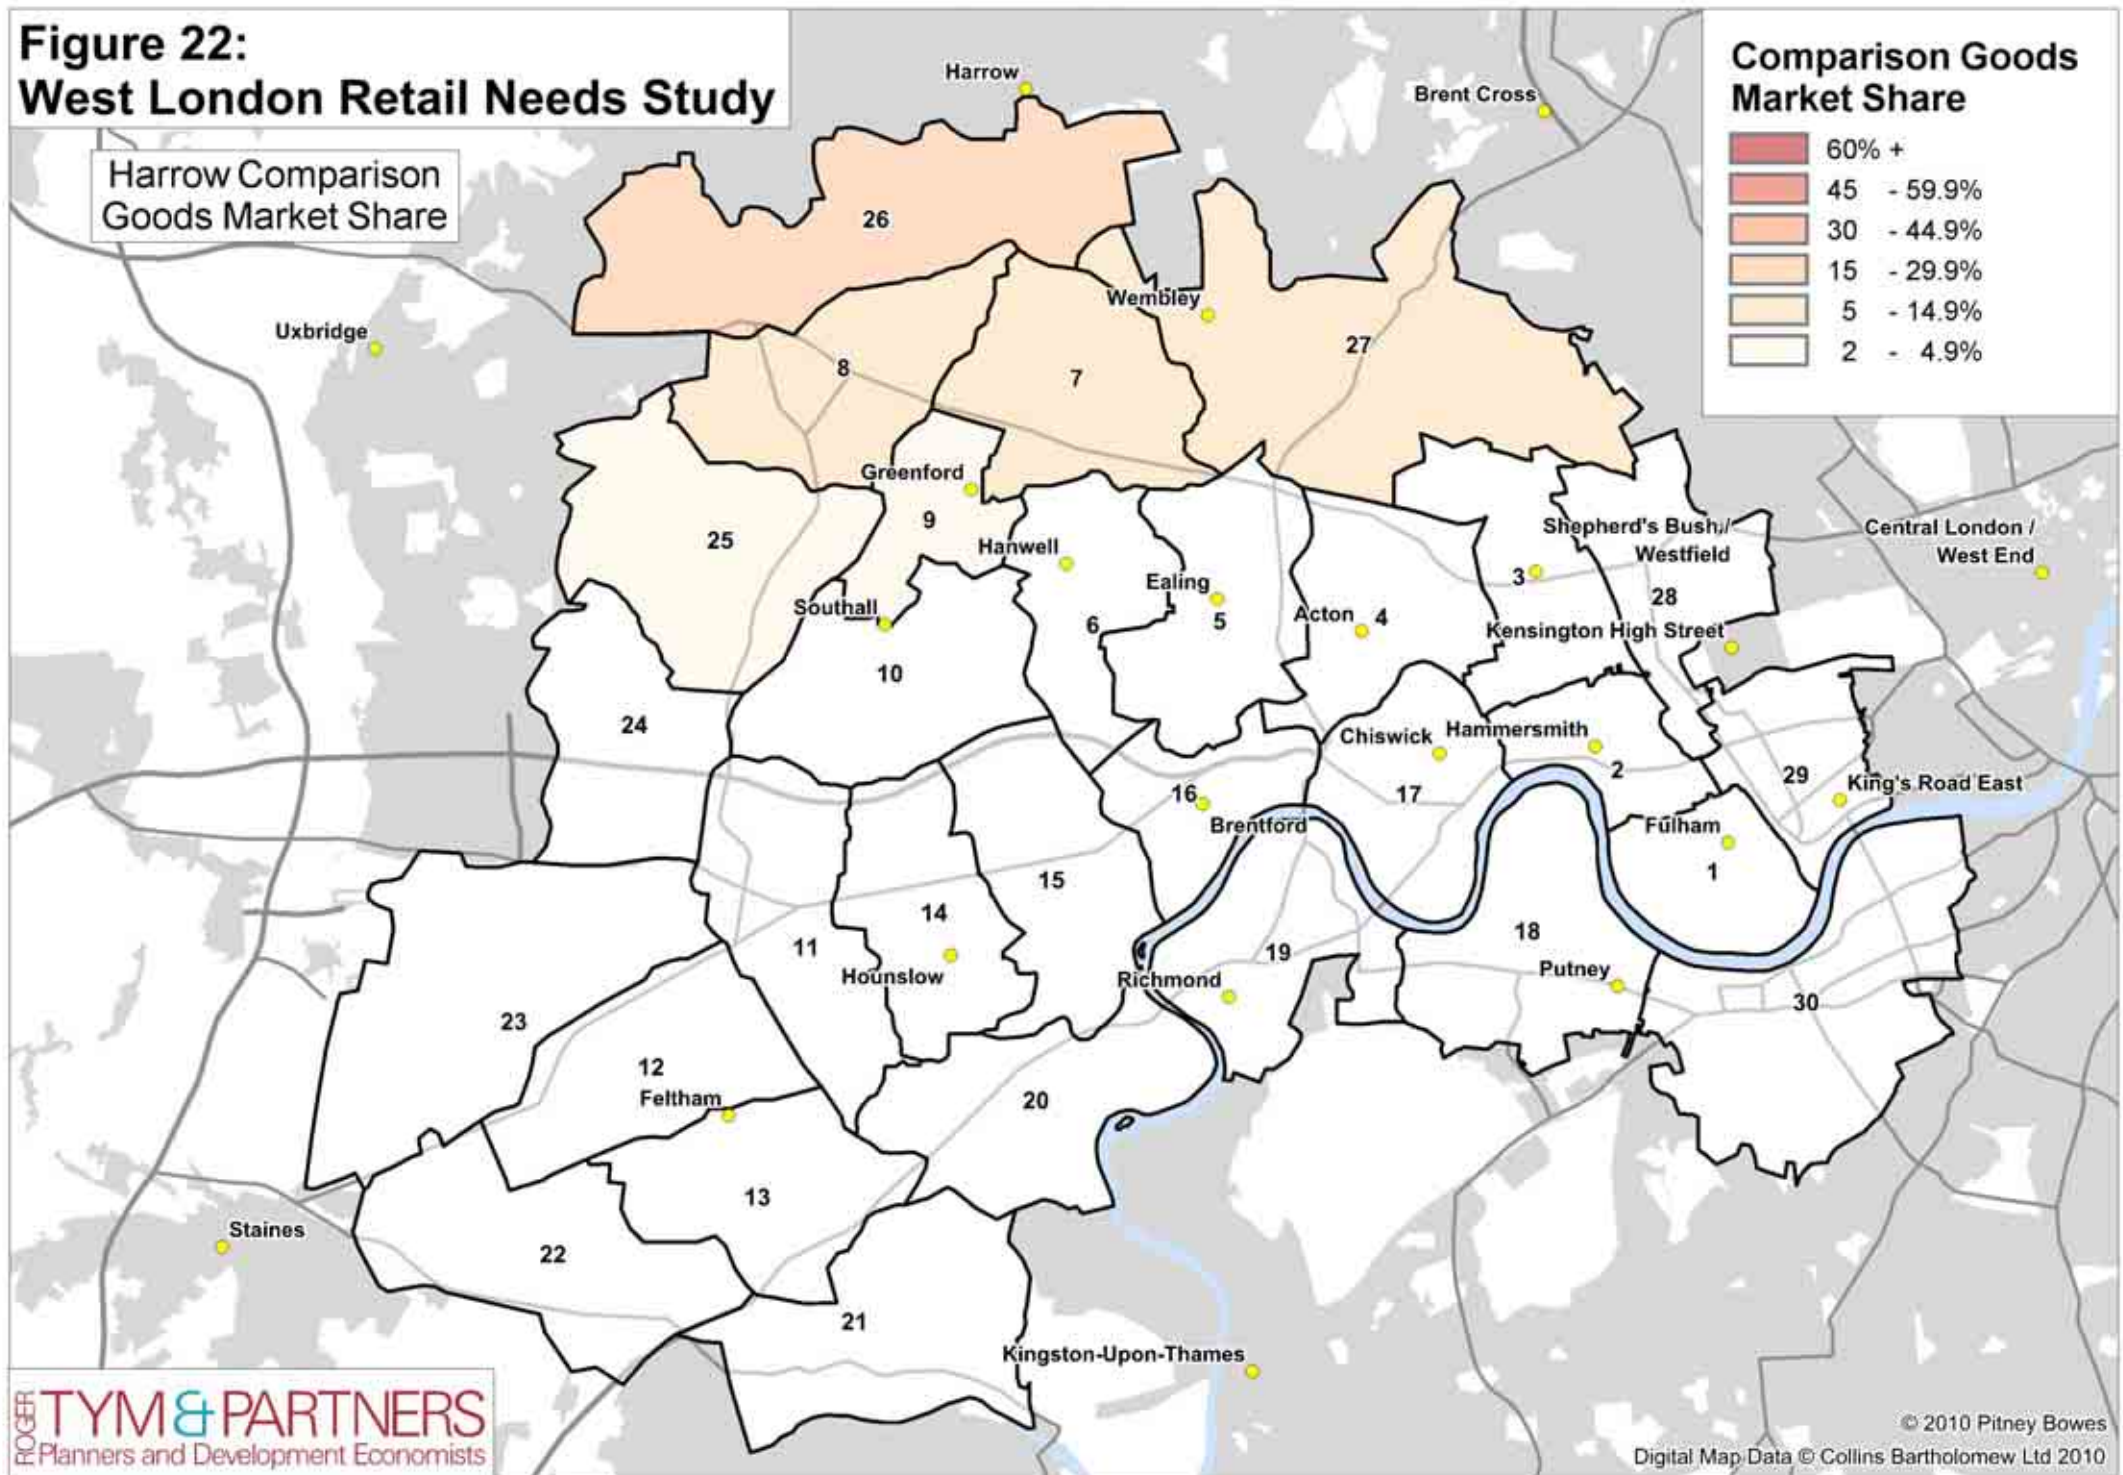 Figure 22:
West London Retail Needs Study
Harrow Comparison
Goods Market Share
Comparison Goods
Market Share
60% +
45 - 59.9%
30 - 44.9%
15 - 29.9%
5 - 14.9%
2 - 4.9%
Harrow
Brent Cross
26
Wembley
Uxbridge
27
8
7
Greenford
9
25
Hanwell
Shepherd's Bush /
Westfield
Central London /
West End
3
Ealing
28
Southall
6
5
Acton
4
Kensington High Street
10
24
Chiswick
Hammersmith
2
29
King's Road East
16
17
Brentford
Fulham
1
15
14
11
18
19
Hounslow
Richmond
Putney
30
23
12
Feltham
20
13
Staines
22
21
Kingston-Upon-Thames
ROGER
TYM & PARTNERS
Planners and Development Economists
© 2010 Pitney Bowes
Digital Map Data © Collins Bartholomew Ltd 2010